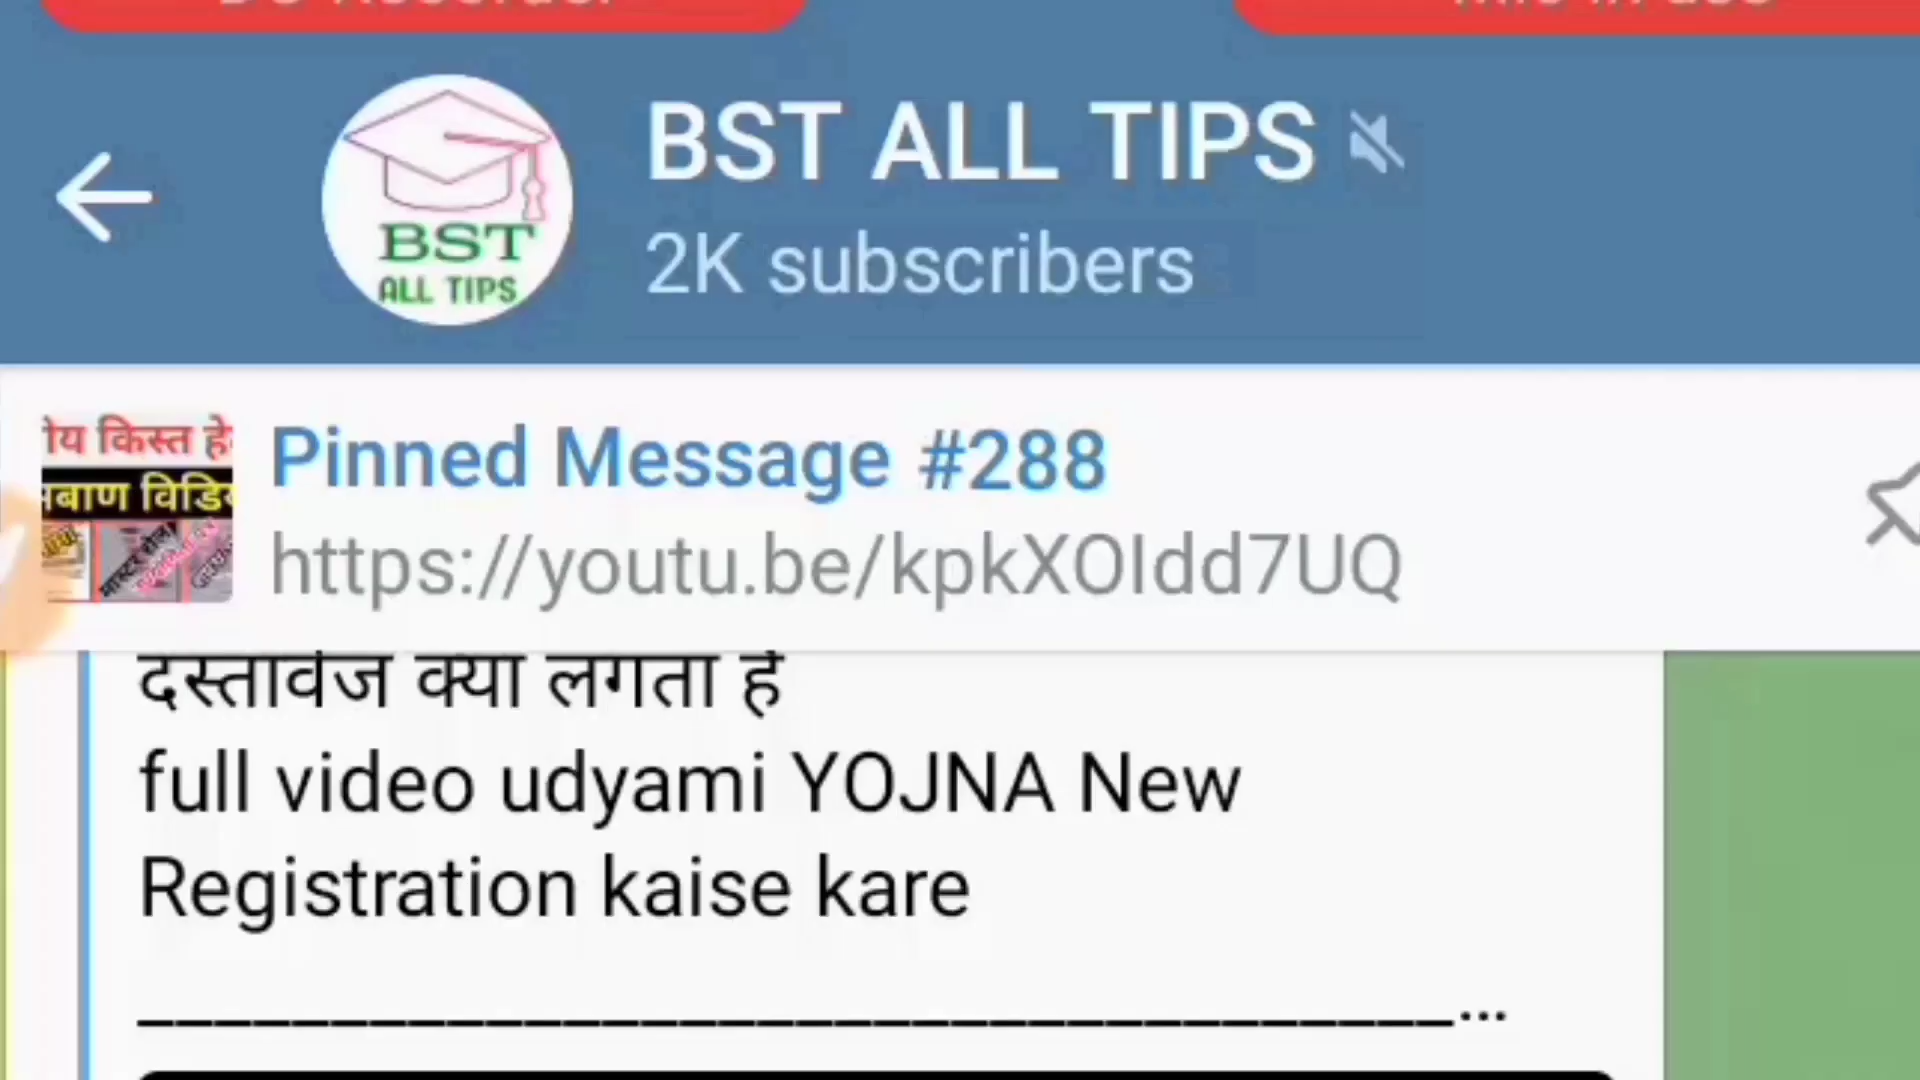 BST ALL TIPS
2K subscribers
BST
ALL TIPS
Pinned Message #288
https://youtu.be/kpkXOIdd7UQ
किस्त
दस्तावेज क्या लगता है
full video udyami YOJNA New
Registration kaise kare